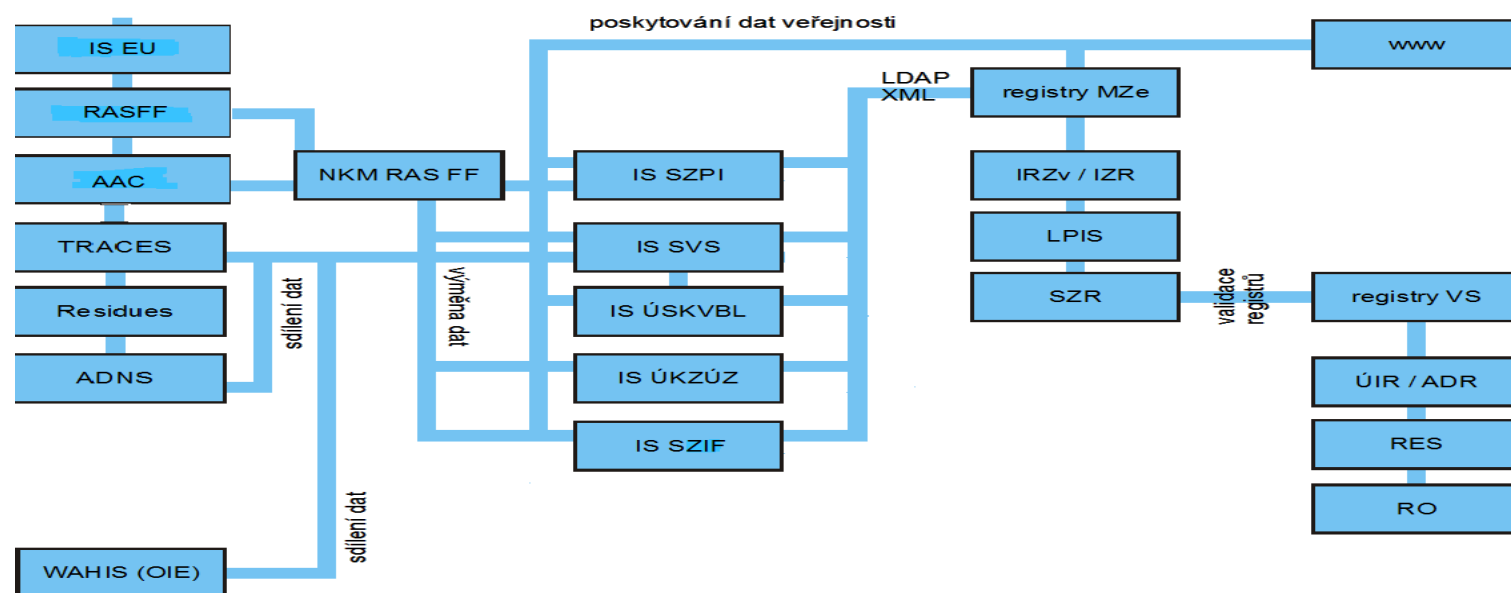 poskytování dat veřejnosti
IS EU
www
RASFF
LDAP
XML
registry MZe
AAC
NKM RAS FF
IS SZPI
IRZv / IZR
TRACES
IS SVS
LPIS
sdílení dat
výměna dat
Residues
IS ÚSKVBL
SZR
validace
registrů
registry VS
ADNS
IS ÚKZÚZ
ÚIR / ADR
IS SZIF
RES
sdílení dat
RO
WAHIS (OIE)